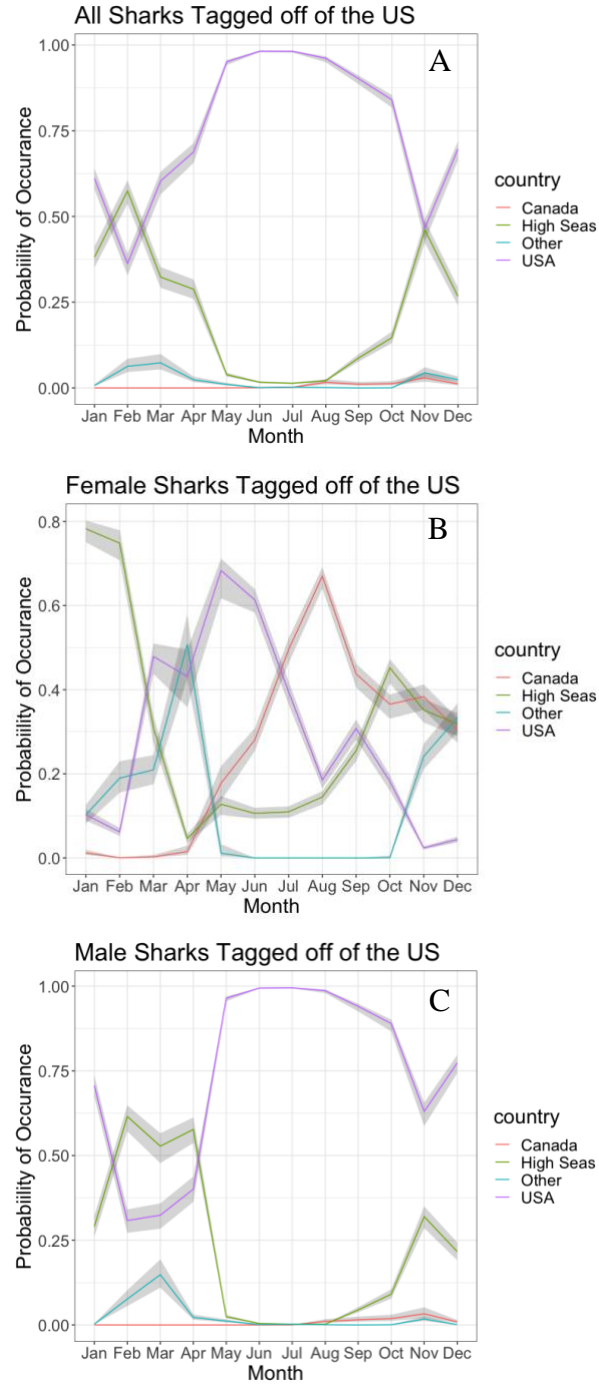 All Sharks Tagged off of the US
A
Probabiility of Occurance
1.00
0.75
0.50
0.25
0.00
Jan Feb Mar Apr May Jun Jul Aug Sep Oct Nov Dec
Month
country
Canada
High Seas
Other
USA
Female Sharks Tagged off of the US
B
Probability of Occurance
0.8
0.6
0.4
0.2
0.0
Jan Feb Mar Apr May Jun Jul Aug Sep Oct Nov Dec
Month
country
Canada
High Seas
Other
USA
Male Sharks Tagged off of the US
C
Probability of Occurance
1.00
0.75
0.50
0.25
0.00
Jan Feb Mar Apr May Jun Jul Aug Sep Oct Nov Dec
Month
country
Canada
High Seas
Other
USA